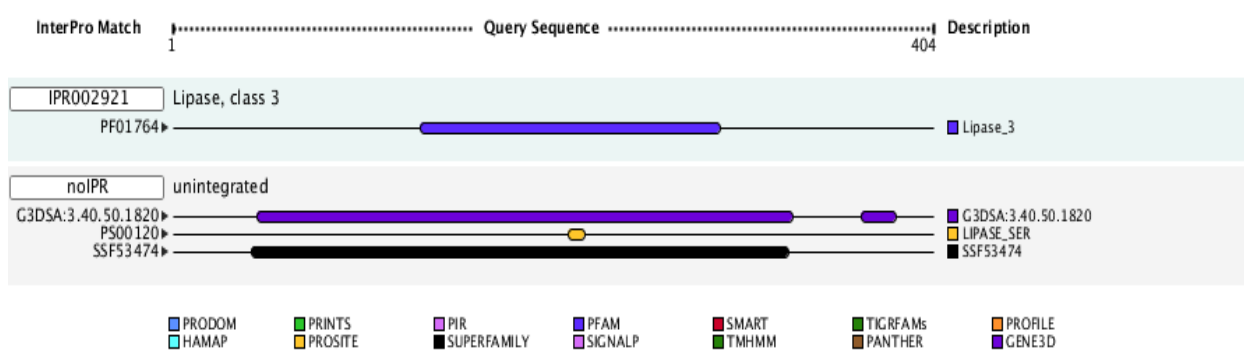 InterPro Match 1 Query Sequence 404 Description
IPR002921 Lipase, class 3
PF01764 Lipase_3
noIPR unintegrated
G3DSA:3.40.50.1820 G3DSA:3.40.50.1820
PS00120 LIPASE_SER
SSF53474 SSF53474
PRODOM PRINTS PIR PFAM SMART TIGRFAMs PROFILE
HAMAP PROSITE SUPERFAMILY SIGNALP TMHMM PANTHER GENE3D